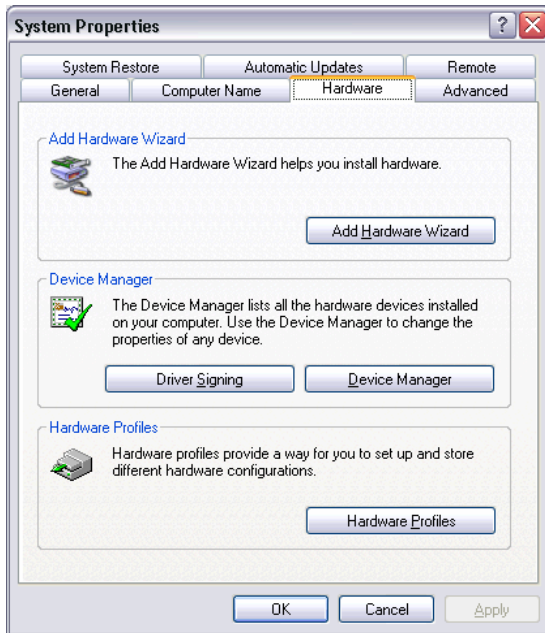 System Properties
System Restore Automatic Updates Remote
General Computer Name Hardware Advanced
Add Hardware Wizard
The Add Hardware Wizard helps you install hardware.
Add Hardware Wizard
Device Manager
The Device Manager lists all the hardware devices installed
on your computer. Use the Device Manager to change the
properties of any device.
Driver Signing Device Manager
Hardware Profiles
Hardware profiles provide a way for you to set up and store
different hardware configurations.
Hardware Profiles
OK Cancel Apply